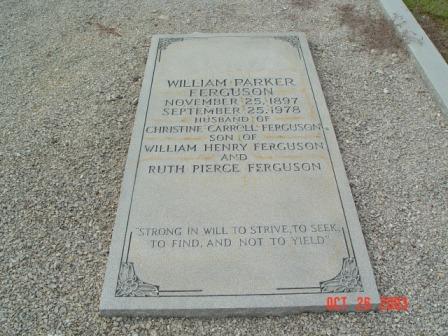 WILLIAM PARKER
FERGUSON
NOVEMBER 25, 1897
SEPTEMBER 25, 1978
HUSBAND OF
CHRISTINE CARROLL FERGUSON
SON OF
WILLIAM HENRY FERGUSON
AND
RUTH PIERCE FERGUSON
"STRONG IN WILL TO STRIVE, TO SEEK,
TO FIND, AND NOT TO YIELD"
OCT 26 2003